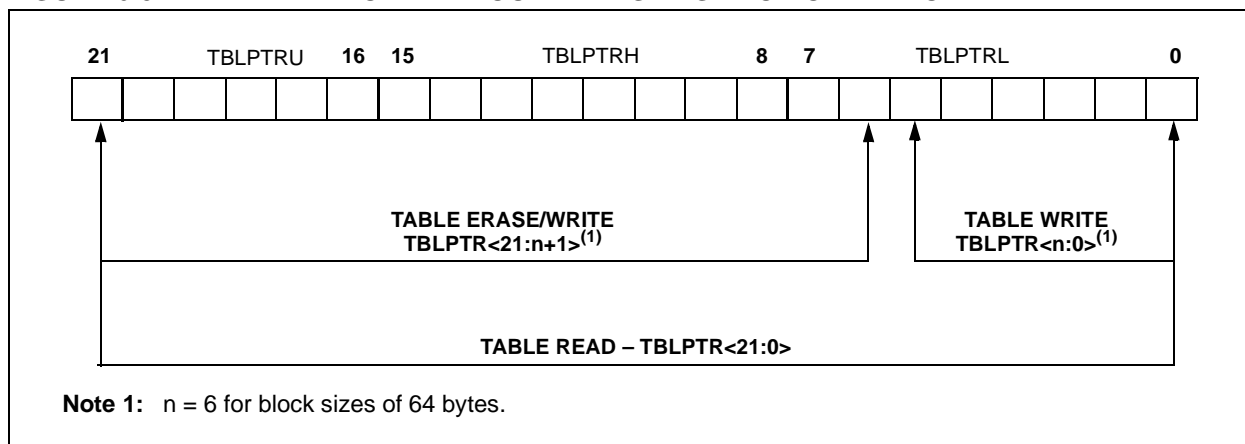 21 TBLPTRU 16 15 TBLPTRH 8 7 TBLPTRL 0
TABLE ERASE/WRITE
TBLPTR<21:n+1>(1)
TABLE WRITE
TBLPTR<n:0>(1)
TABLE READ – TBLPTR<21:0>
Note 1: n = 6 for block sizes of 64 bytes.